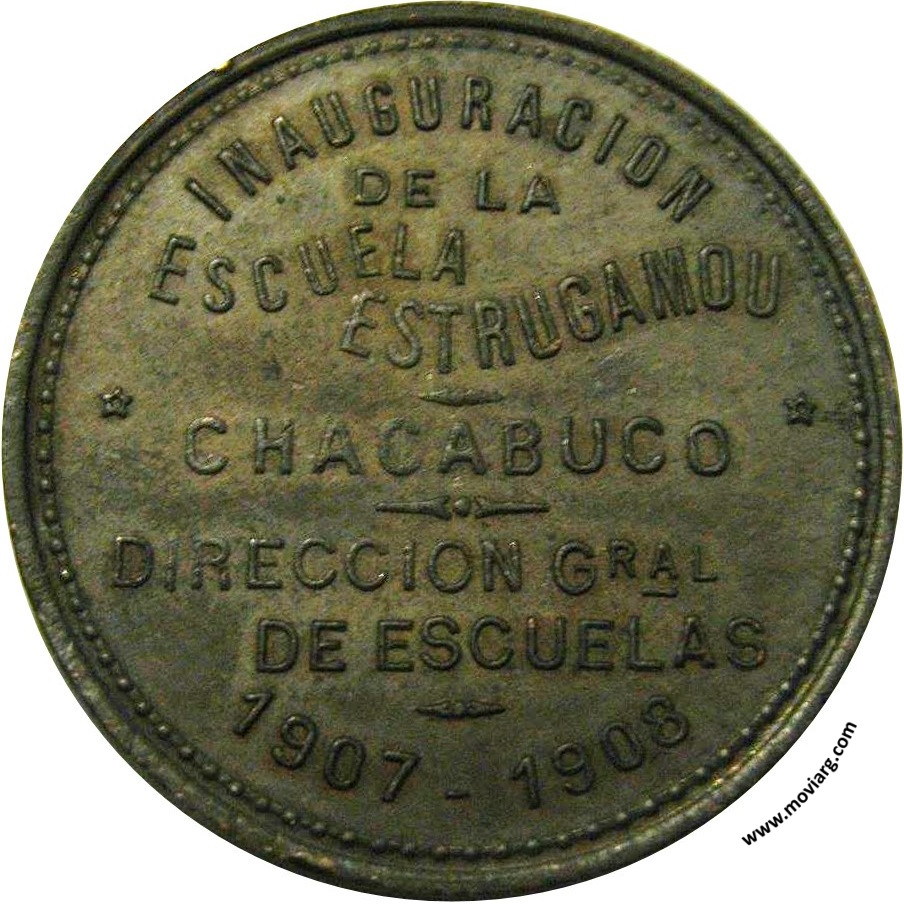 INAUGURACION
DE LA
ESCUELA
ESTRUGAMOU
CHACABUCO
DIRECCION GRAL
DE ESCUELAS
1907 - 1908
www.moviarg.com